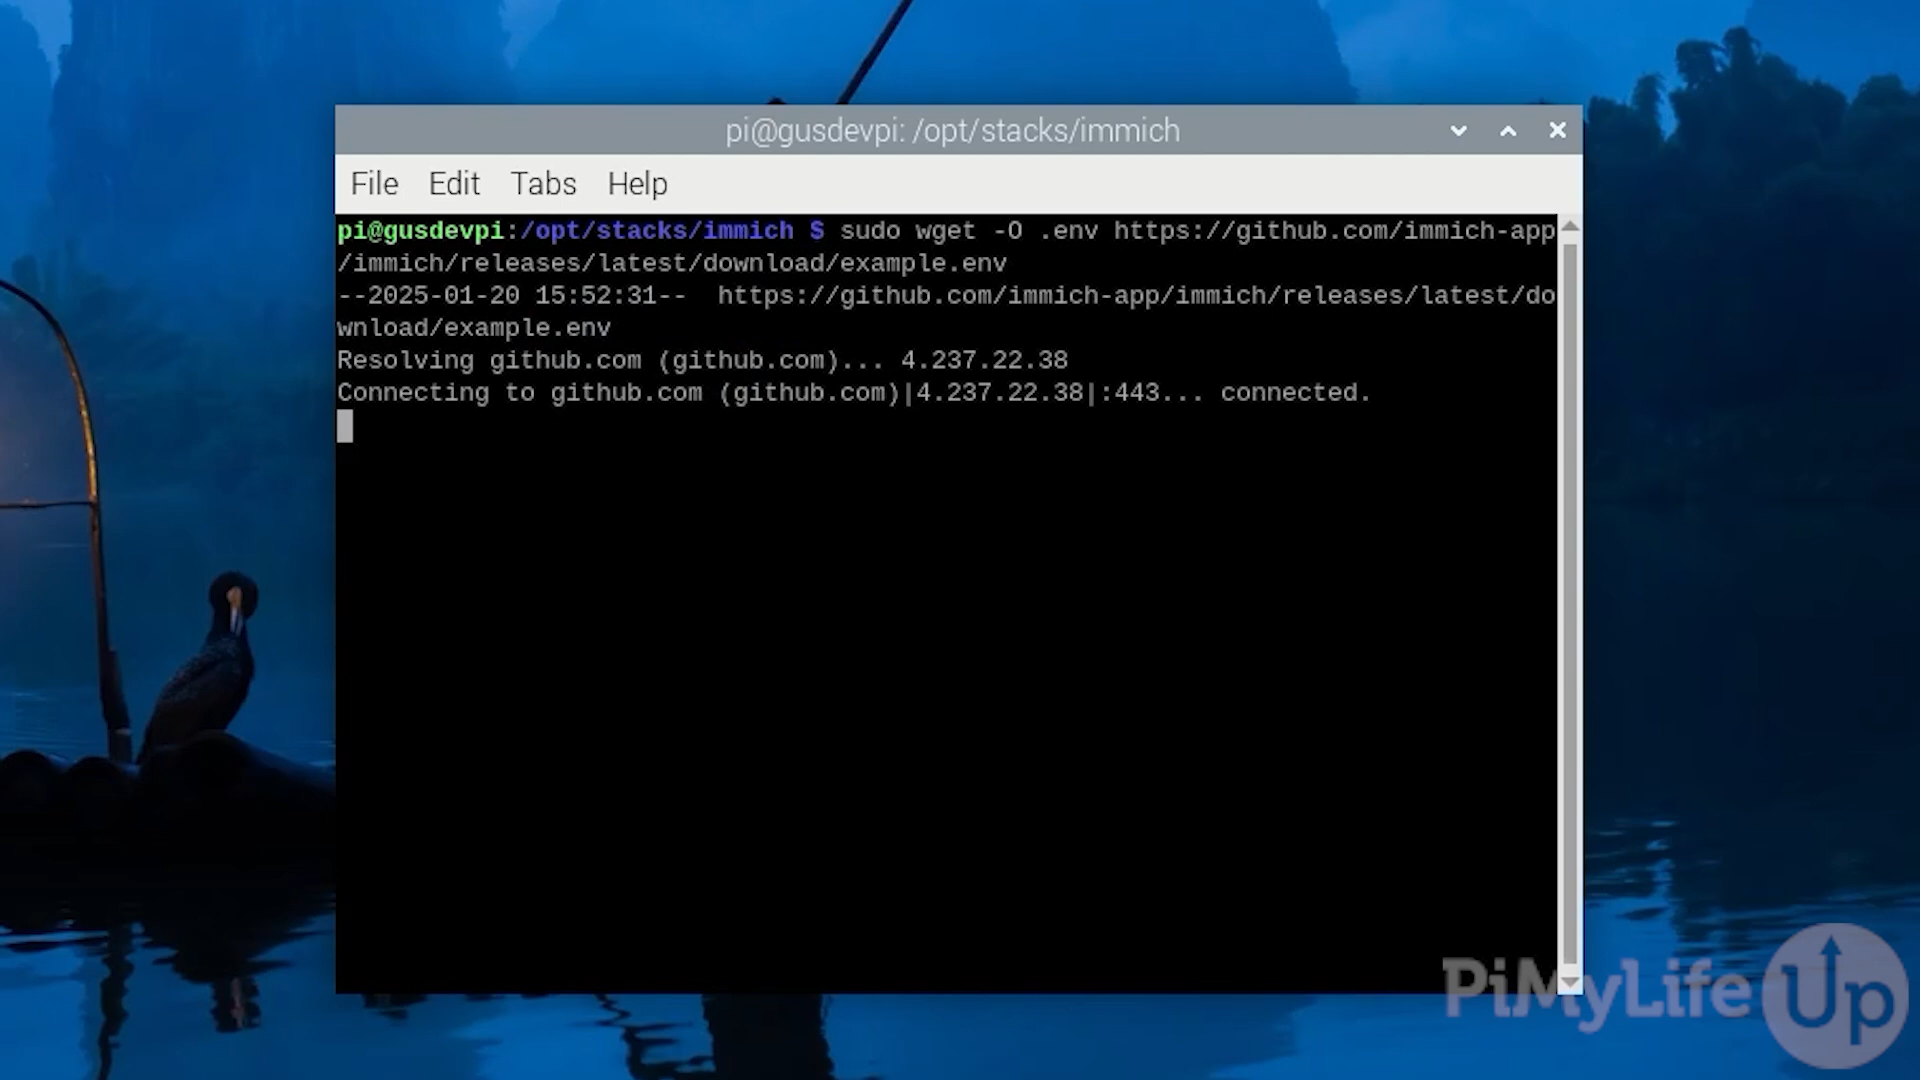 pi@gusdevpi: /opt/stacks/immich
File Edit Tabs Help
pi@gusdevpi:/opt/stacks/immich $ sudo wget -O .env https://github.com/immich-app
/immich/releases/latest/download/example.env
--2025-01-20 15:52:31--  https://github.com/immich-app/immich/releases/latest/do
wnload/example.env
Resolving github.com (github.com)... 4.237.22.38
Connecting to github.com (github.com)|4.237.22.38|:443... connected.
PiMyLifeUp